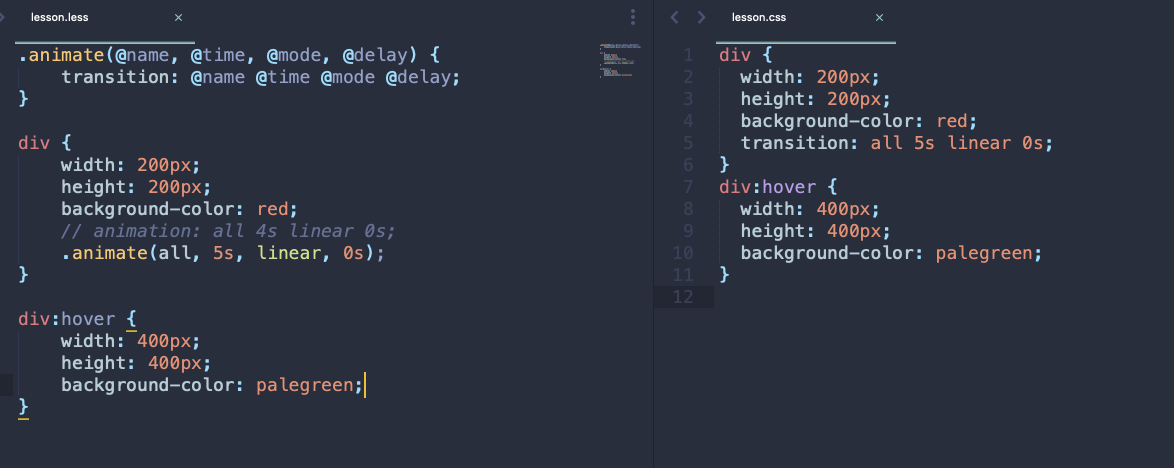 lesson.less ×
.animate(@name, @time, @mode, @delay) {
    transition: @name @time @mode @delay;
}
div {
    width: 200px;
    height: 200px;
    background-color: red;
    // animation: all 4s linear 0s;
    .animate(all, 5s, linear, 0s);
}
div:hover {
    width: 400px;
    height: 400px;
    background-color: palegreen;
}
lesson.css ×
1 div {
2   width: 200px;
3   height: 200px;
4   background-color: red;
5   transition: all 5s linear 0s;
6 }
7 div:hover {
8   width: 400px;
9   height: 400px;
10   background-color: palegreen;
11 }
12